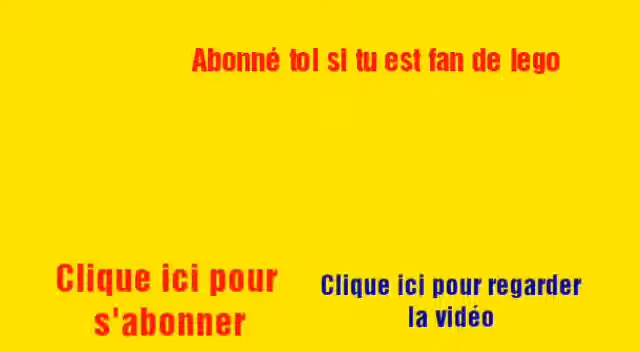 Abonné toi si tu est fan de lego
Clique ici pour
s'abonner
Clique ici pour regarder
la vidéo